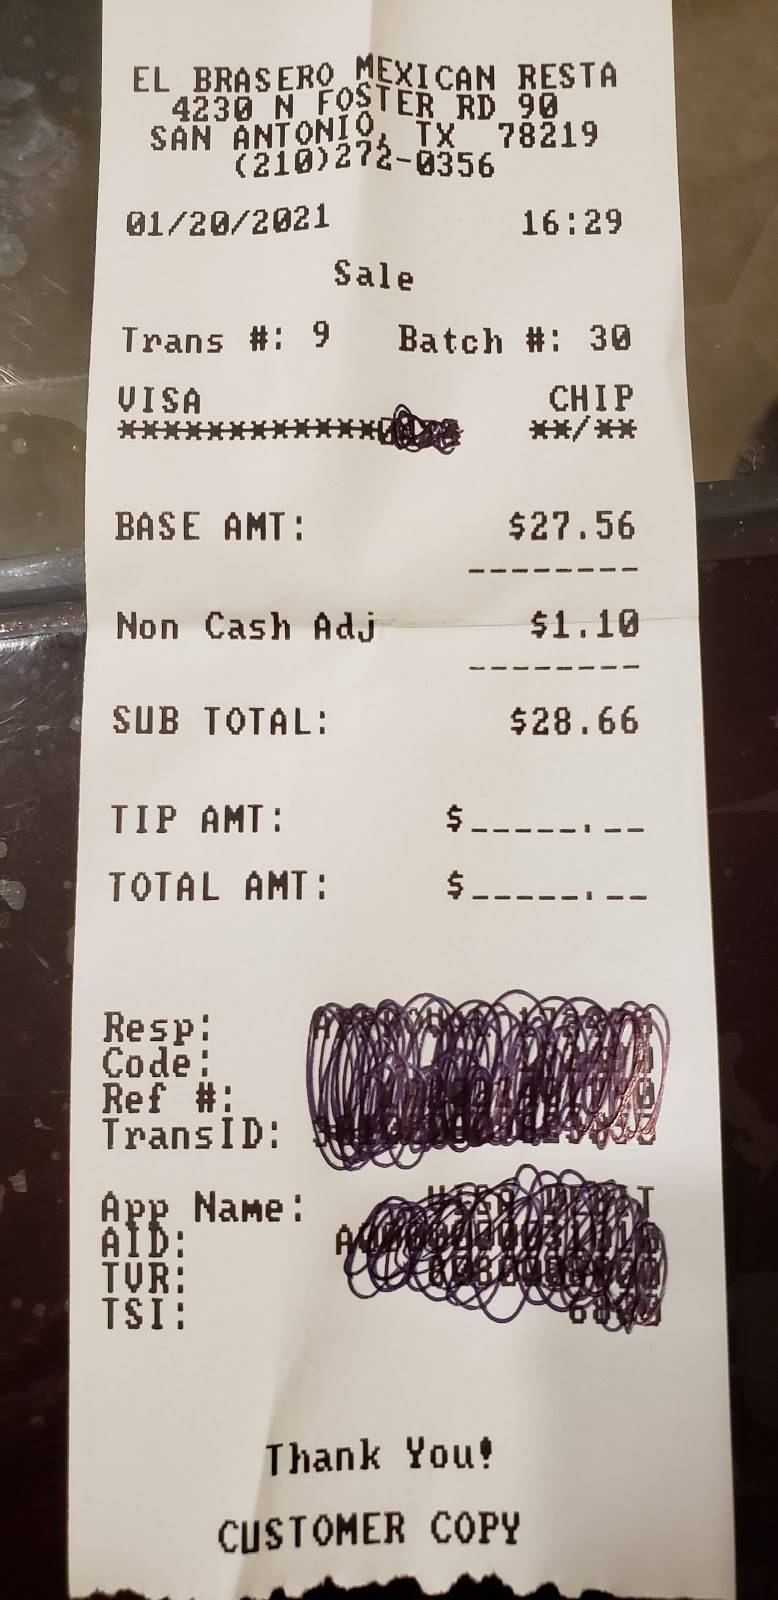 EL BRASERO MEXICAN RESTA
4230 N FOSTER RD 90
SAN ANTONIO, TX 78219
(210)272-0356
01/20/2021 16:29
Sale
Trans #: 9 Batch #: 30
VISA CHIP
************ **/**
BASE AMT: $27.56
--------
Non Cash Adj $1.10
--------
SUB TOTAL: $28.66
TIP AMT: $_____.__
TOTAL AMT: $_____.__
Resp:
Code:
Ref #:
TransID:
App Name:
AID:
TVR:
TSI:
Thank You!
CUSTOMER COPY